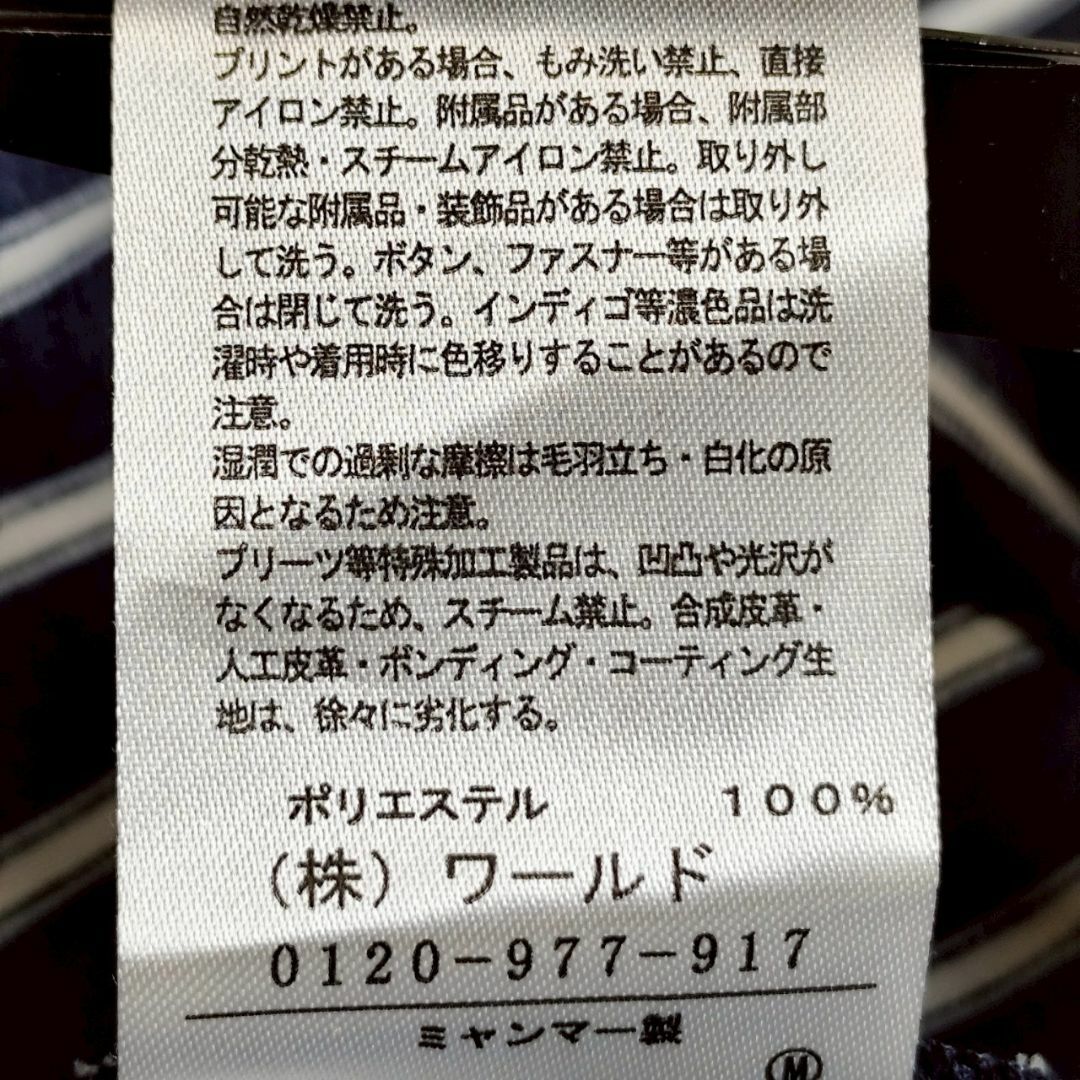 自然乾燥禁止。
プリントがある場合、もみ洗い禁止、直接
アイロン禁止。附属品がある場合、附属部
分乾熱・スチームアイロン禁止。取り外し
可能な附属品・装飾品がある場合は取り外
して洗う。ボタン、ファスナー等がある場
合は閉じて洗う。インディゴ等濃色品は洗
濯時や着用時に色移りすることがあるので
注意。
湿潤での過剰な摩擦は毛羽立ち・白化の原
因となるため注意。
プリーツ等特殊加工製品は、凹凸や光沢が
なくなるため、スチーム禁止。合成皮革・
人工皮革・ボンディング・コーティング生
地は、徐々に劣化する。
ポリエステル 100%
(株)ワールド
0120-977-917
ミャンマー製
M